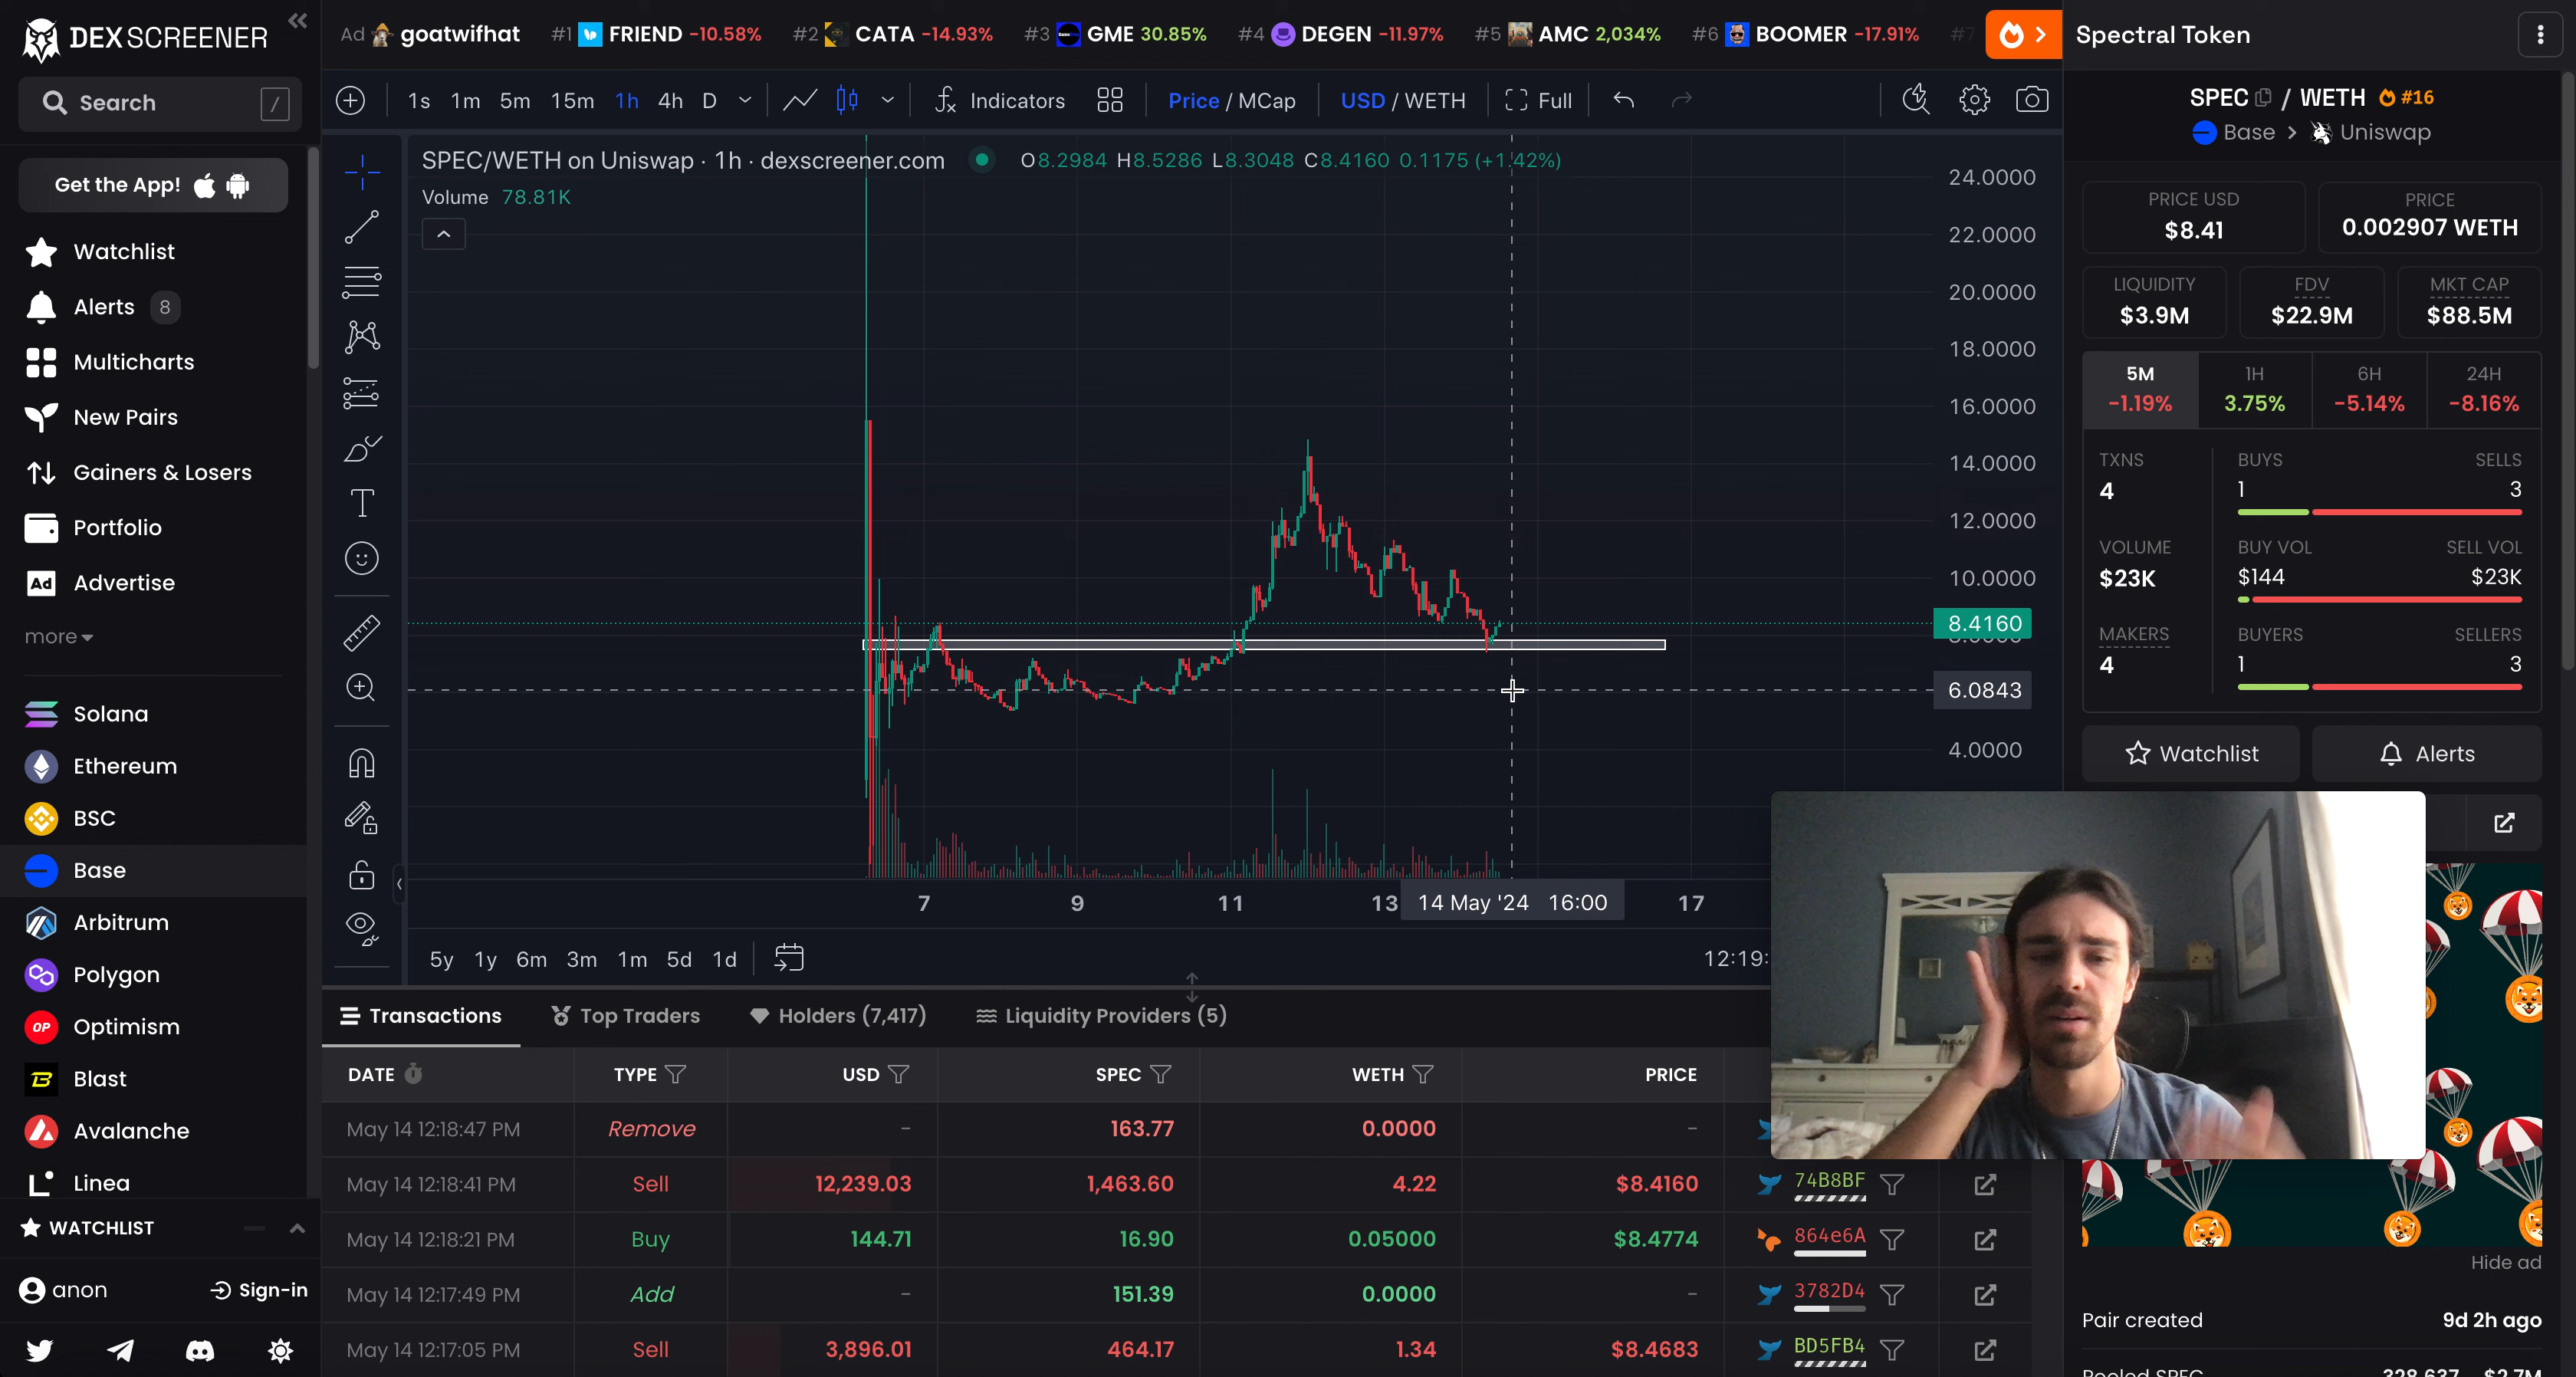 DEX SCREENER
Search /
Get the App!
Watchlist
Alerts 8
Multicharts
New Pairs
Gainers & Losers
Portfolio
Ad Advertise
more
Solana
Ethereum
BSC
Base
Arbitrum
Polygon
OP Optimism
Blast
Avalanche
Linea
WATCHLIST
anon Sign-in
Ad goatwifhat #1 FRIEND -10.58% #2 CATA -14.93% #3 GME 30.85% #4 DEGEN -11.97% #5 AMC 2,034% #6 BOOMER -17.91% #7
1s 1m 5m 15m 1h 4h D Indicators Price / MCap USD / WETH Full
SPEC/WETH on Uniswap · 1h · dexscreener.com O8.2984 H8.5286 L8.3048 C8.4160 0.1175 (+1.42%)
Volume 78.81K
24.0000
22.0000
20.0000
18.0000
16.0000
14.0000
12.0000
10.0000
8.4160
6.0843
4.0000
7 9 11 13 14 May '24 16:00 17
5y 1y 6m 3m 1m 5d 1d 12:19:
Transactions Top Traders Holders (7,417) Liquidity Providers (5)
DATE TYPE USD SPEC WETH PRICE
May 14 12:18:47 PM Remove - 163.77 0.0000 -
May 14 12:18:41 PM Sell 12,239.03 1,463.60 4.22 $8.4160 74B8BF
May 14 12:18:21 PM Buy 144.71 16.90 0.05000 $8.4774 864e6A
May 14 12:17:49 PM Add - 151.39 0.0000 - 3782D4
May 14 12:17:05 PM Sell 3,896.01 464.17 1.34 $8.4683 BD5FB4
Spectral Token
SPEC / WETH #16
Base > Uniswap
PRICE USD PRICE
$8.41 0.002907 WETH
LIQUIDITY FDV MKT CAP
$3.9M $22.9M $88.5M
5M 1H 6H 24H
-1.19% 3.75% -5.14% -8.16%
TXNS BUYS SELLS
4 1 3
VOLUME BUY VOL SELL VOL
$23K $144 $23K
MAKERS BUYERS SELLERS
4 1 3
Watchlist Alerts
Hide ad
Pair created 9d 2h ago